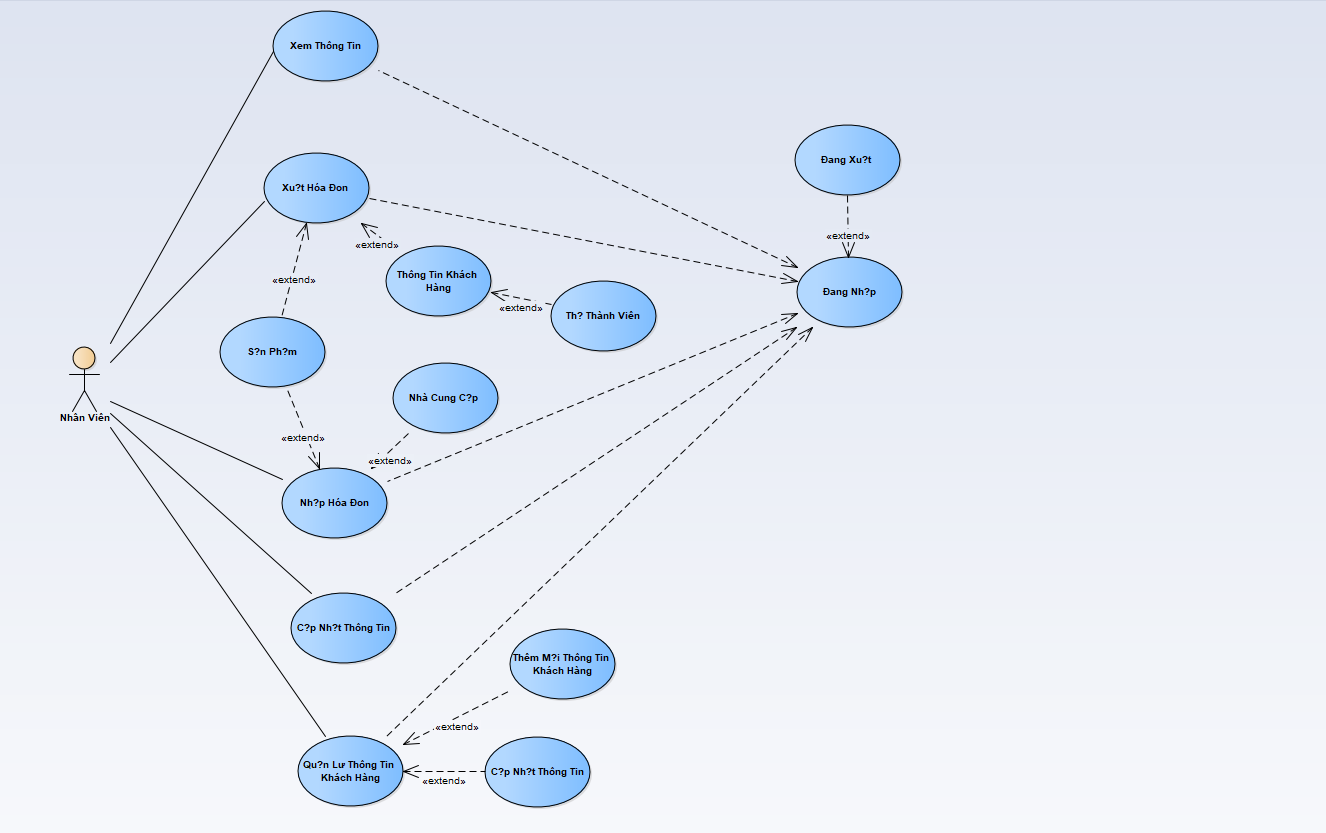 Xem Thông Tin
Đang Xu?t
Xu?t Hóa Đon
«extend»
«extend»
Thông Tin Khách
Hàng
«extend»
Đang Nh?p
«extend»
Th? Thành Viên
S?n Ph?m
Nhà Cung C?p
Nhân Viên
«extend»
«extend»
Nh?p Hóa Đon
C?p Nh?t Thông Tin
Thêm M?i Thông Tin
Khách Hàng
«extend»
Qu?n Lư Thông Tin
Khách Hàng
C?p Nh?t Thông Tin
«extend»